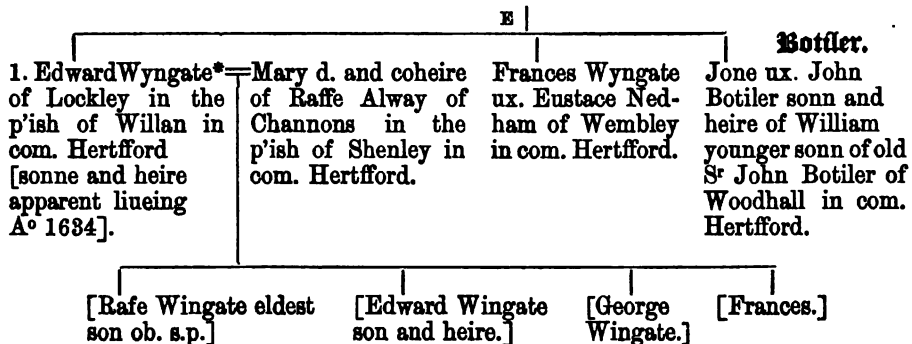 E
Botiler.
1. Edward Wyngate*
of Lockley in the
p'ish of Willan in
com. Hertfford
[sonne and heire
apparent liueing
Aº 1634].
Mary d. and coheire
of Raffe Alway of
Channons in the
p'ish of Shenley in
com. Hertfford.
Frances Wyngate
ux. Eustace Ned-
ham of Wembley
in com. Hertfford.
Jone ux. John
Botiler sonn and
heire of William
younger sonn of old
Sʳ John Botiler of
Woodhall in com.
Hertfford.
[Rafe Wingate eldest
son ob. s.p.]
[Edward Wingate
son and heire.]
[George
Wingate.]
[Frances.]